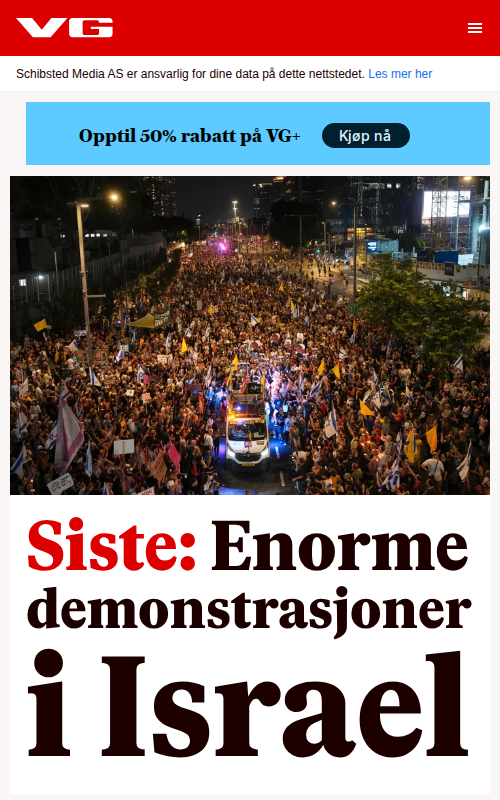 VG
Schibsted Media AS er ansvarlig for dine data på dette nettstedet. Les mer her
Opptil 50% rabatt på VG+ Kjøp nå
Siste: Enorme
demonstrasjoner
i Israel